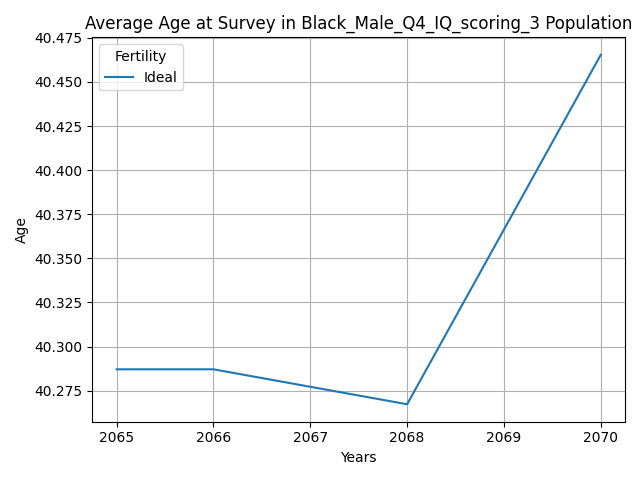 Average Age at Survey in Black_Male_Q4_IQ_scoring_3 Population
Fertility
Ideal
40.475
40.450
40.425
40.400
40.375
40.350
40.325
40.300
40.275
Age
2065 2066 2067 2068 2069 2070
Years